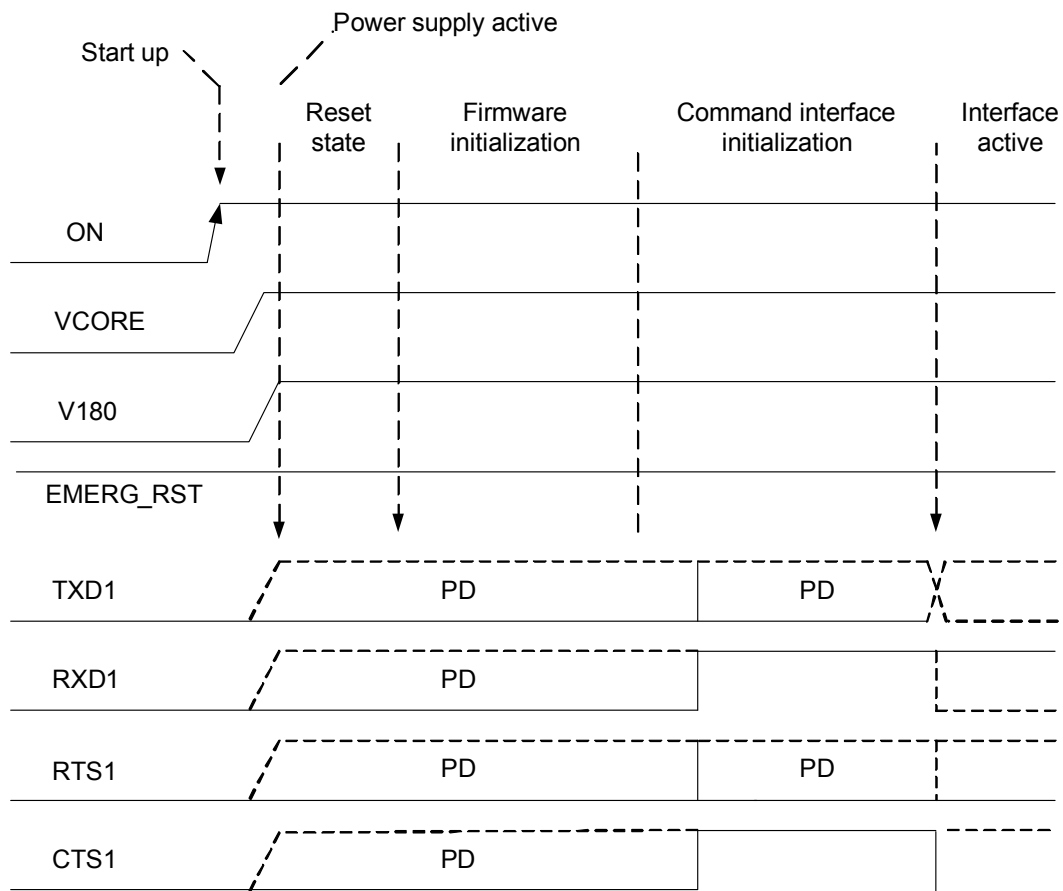 Power supply active
Start up
Reset
state
Firmware
initialization
Command interface
initialization
Interface
active
ON
VCORE
V180
EMERG_RST
TXD1
PD
PD
RXD1
PD
RTS1
PD
PD
CTS1
PD